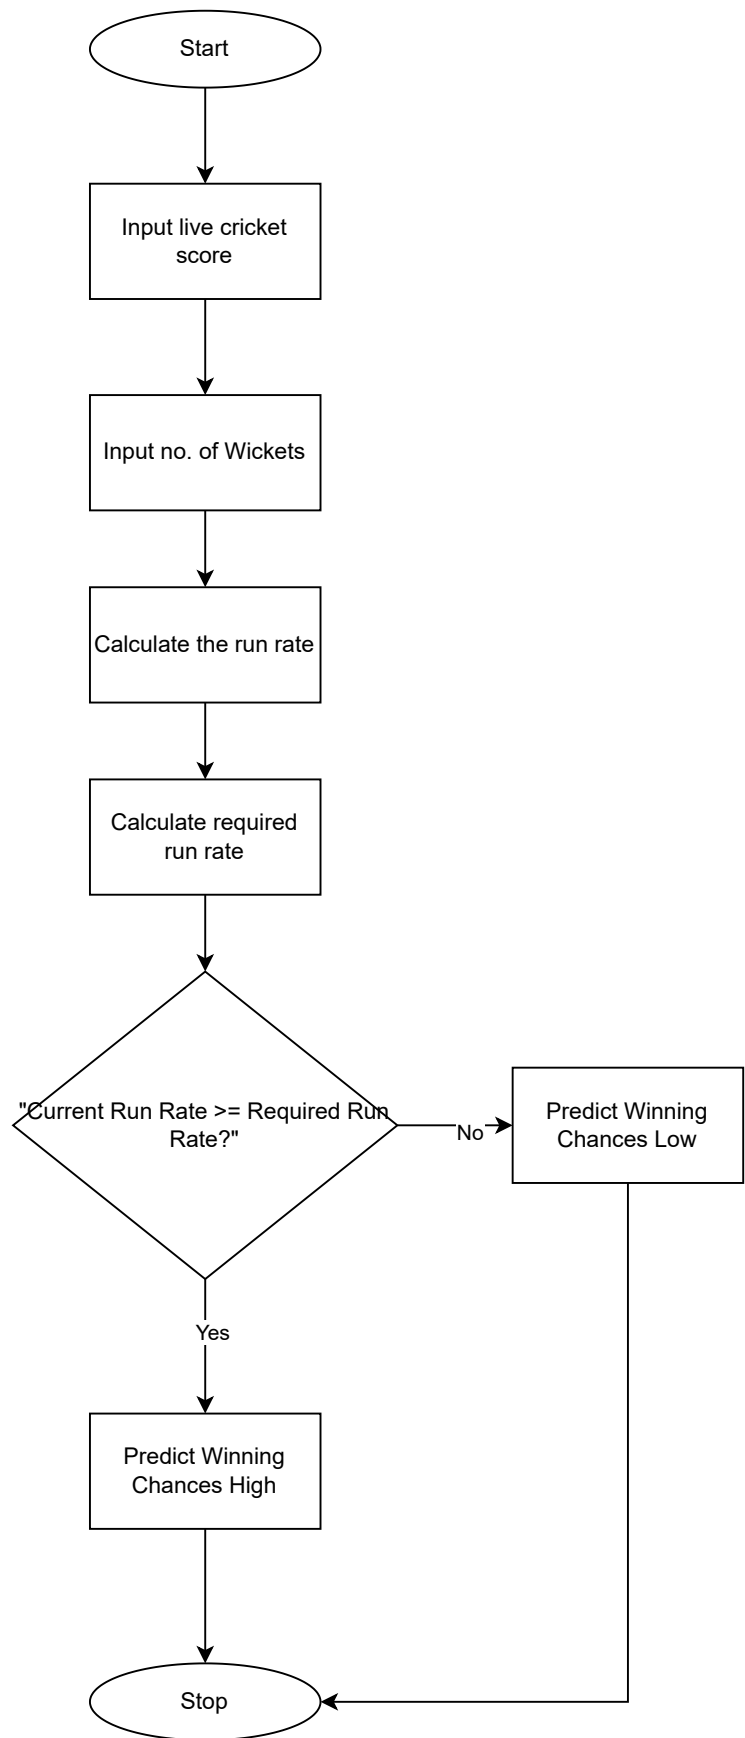 Start
Input live cricket
score
Input no. of Wickets
Calculate the run rate
Calculate required
run rate
"Current Run Rate >= Required Run
Rate?"
No
Predict Winning
Chances Low
Yes
Predict Winning
Chances High
Stop